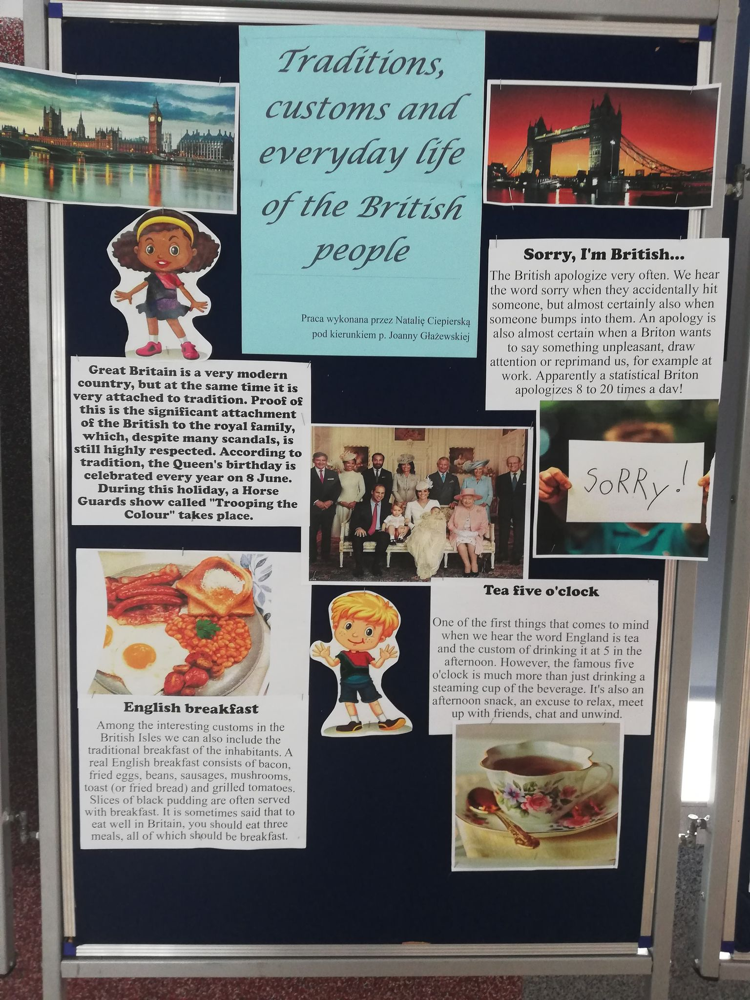 Traditions,
customs and
everyday life
of the British
people
Praca wykonana przez Natalię Ciepierską
pod kierunkiem p. Joanny Głażewskiej
Sorry, I'm British...
The British apologize very often. We hear
the word sorry when they accidentally hit
someone, but almost certainly also when
someone bumps into them. An apology is
also almost certain when a Briton wants
to say something unpleasant, draw
attention or reprimand us, for example at
work. Apparently a statistical Briton
apologizes 8 to 20 times a day!
SORRy!
Great Britain is a very modern
country, but at the same time it is
very attached to tradition. Proof of
this is the significant attachment
of the British to the royal family,
which, despite many scandals, is
still highly respected. According to
tradition, the Queen's birthday is
celebrated every year on 8 June.
During this holiday, a Horse
Guards show called "Trooping the
Colour" takes place.
English breakfast
Among the interesting customs in the
British Isles we can also include the
traditional breakfast of the inhabitants. A
real English breakfast consists of bacon,
fried eggs, beans, sausages, mushrooms,
toast (or fried bread) and grilled tomatoes.
Slices of black pudding are often served
with breakfast. It is sometimes said that to
eat well in Britain, you should eat three
meals, all of which should be breakfast.
Tea five o'clock
One of the first things that comes to mind
when we hear the word England is tea
and the custom of drinking it at 5 in the
afternoon. However, the famous five
o'clock is much more than just drinking a
steaming cup of the beverage. It's also an
afternoon snack, an excuse to relax, meet
up with friends, chat and unwind.